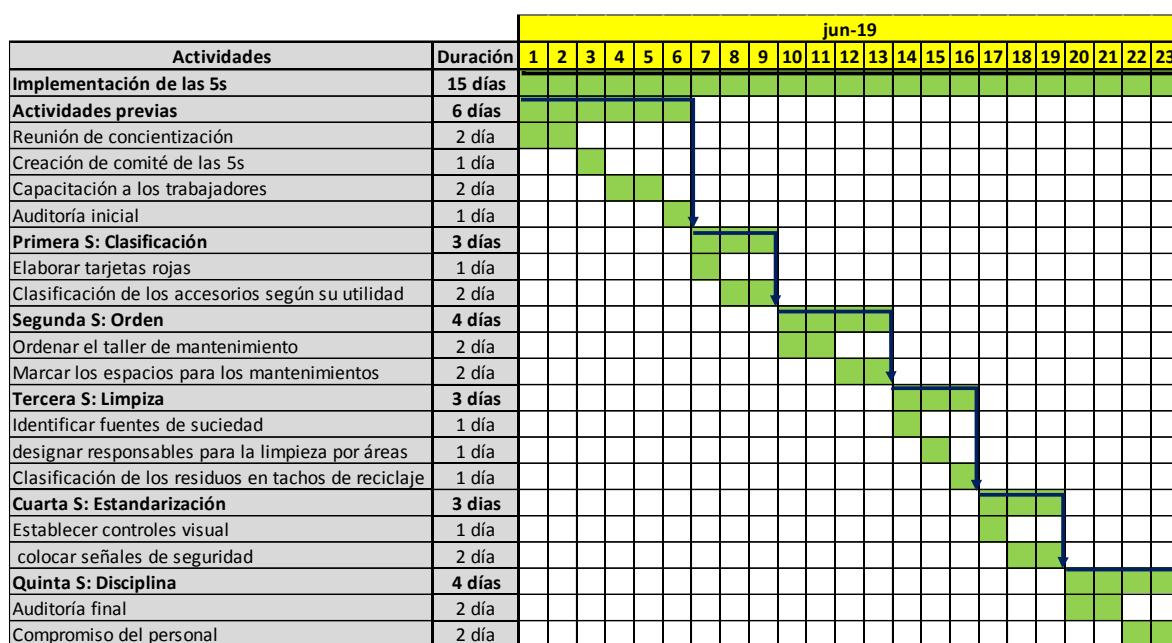 jun-19
Actividades Duración 1 2 3 4 5 6 7 8 9 10 11 12 13 14 15 16 17 18 19 20 21 22 23
Implementación de las 5s 15 días
Actividades previas 6 días
Reunión de concientización 2 día
Creación de comité de las 5s 1 día
Capacitación a los trabajadores 2 día
Auditoría inicial 1 día
Primera S: Clasificación 3 días
Elaborar tarjetas rojas 1 día
Clasificación de los accesorios según su utilidad 2 día
Segunda S: Orden 4 días
Ordenar el taller de mantenimiento 2 día
Marcar los espacios para los mantenimientos 2 día
Tercera S: Limpiza 3 días
Identificar fuentes de suciedad 1 día
designar responsables para la limpieza por áreas 1 día
Clasificación de los residuos en tachos de reciclaje 1 día
Cuarta S: Estandarización 3 dias
Establecer controles visual 1 día
colocar señales de seguridad 2 día
Quinta S: Disciplina 4 días
Auditoría final 2 día
Compromiso del personal 2 día